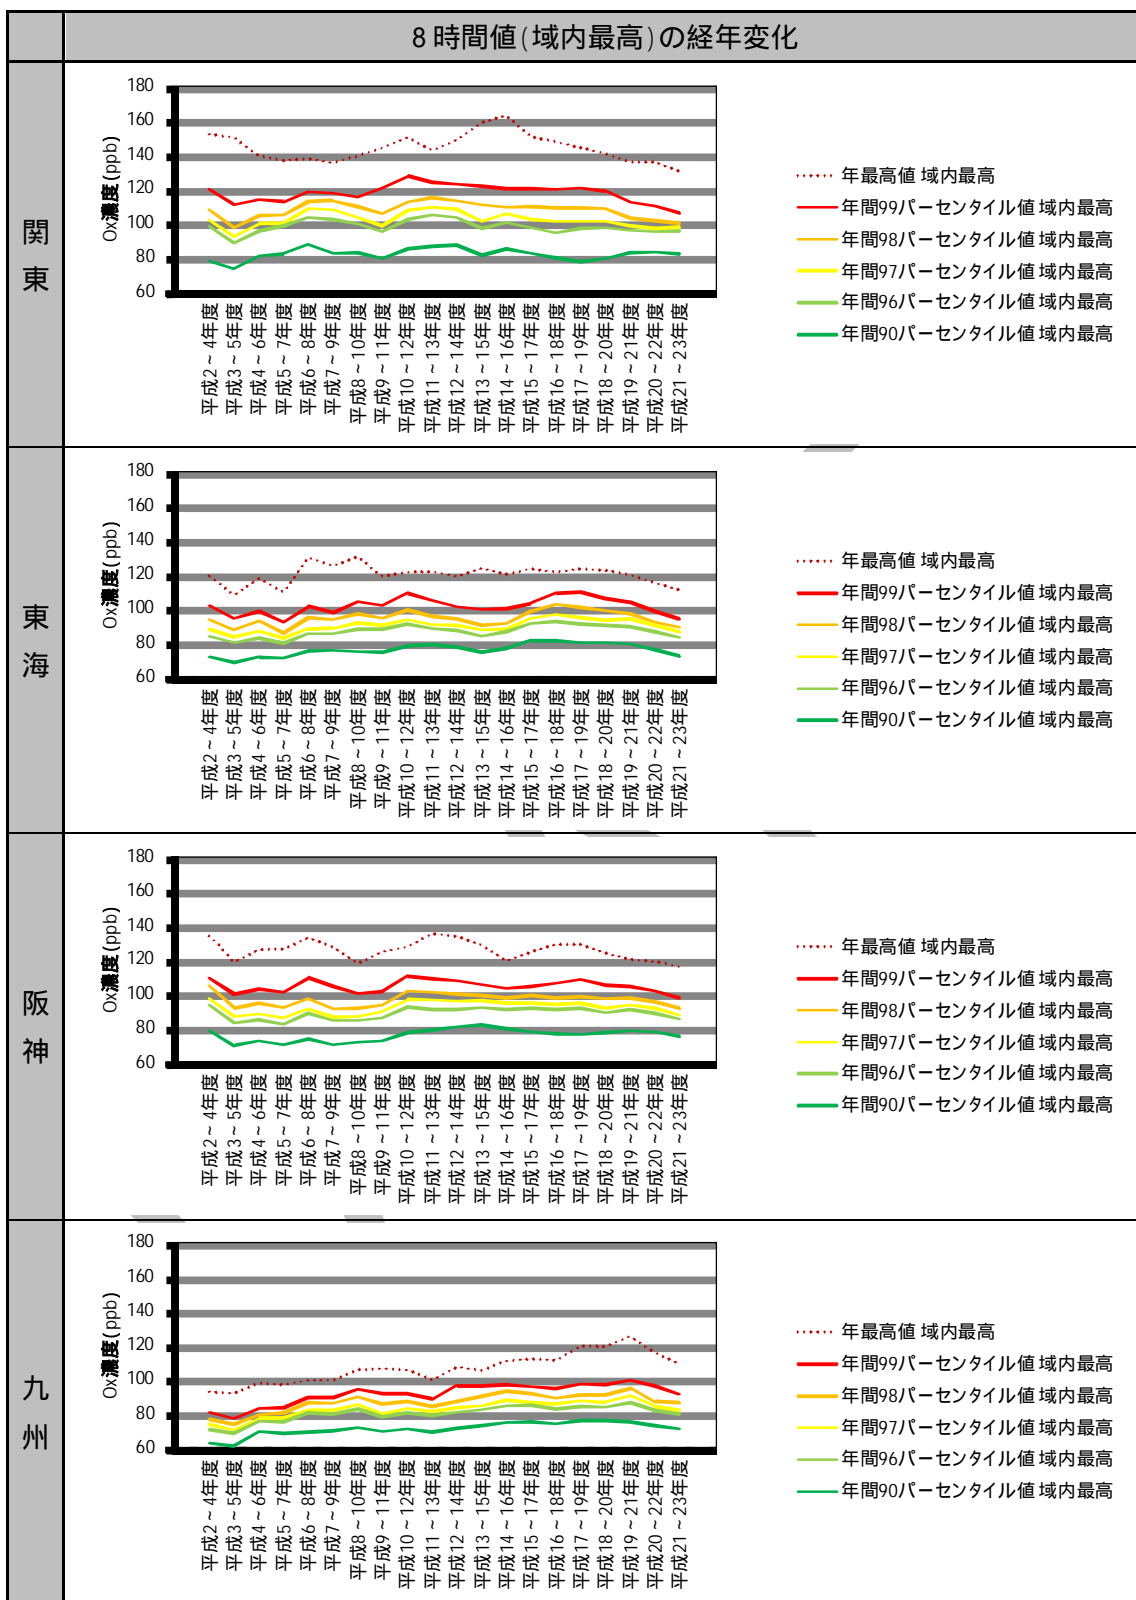 8時間値(域内最高)の経年変化
関東
Ox濃度(ppb)
180
160
140
120
100
80
60
平成2~4年度
平成3~5年度
平成4~6年度
平成5~7年度
平成6~8年度
平成7~9年度
平成8~10年度
平成9~11年度
平成10~12年度
平成11~13年度
平成12~14年度
平成13~15年度
平成14~16年度
平成15~17年度
平成16~18年度
平成17~19年度
平成18~20年度
平成19~21年度
平成20~22年度
平成21~23年度
年最高値 域内最高
年間99パーセンタイル値 域内最高
年間98パーセンタイル値 域内最高
年間97パーセンタイル値 域内最高
年間96パーセンタイル値 域内最高
年間90パーセンタイル値 域内最高
東海
Ox濃度(ppb)
180
160
140
120
100
80
60
平成2~4年度
平成3~5年度
平成4~6年度
平成5~7年度
平成6~8年度
平成7~9年度
平成8~10年度
平成9~11年度
平成10~12年度
平成11~13年度
平成12~14年度
平成13~15年度
平成14~16年度
平成15~17年度
平成16~18年度
平成17~19年度
平成18~20年度
平成19~21年度
平成20~22年度
平成21~23年度
年最高値 域内最高
年間99パーセンタイル値 域内最高
年間98パーセンタイル値 域内最高
年間97パーセンタイル値 域内最高
年間96パーセンタイル値 域内最高
年間90パーセンタイル値 域内最高
阪神
Ox濃度(ppb)
180
160
140
120
100
80
60
平成2~4年度
平成3~5年度
平成4~6年度
平成5~7年度
平成6~8年度
平成7~9年度
平成8~10年度
平成9~11年度
平成10~12年度
平成11~13年度
平成12~14年度
平成13~15年度
平成14~16年度
平成15~17年度
平成16~18年度
平成17~19年度
平成18~20年度
平成19~21年度
平成20~22年度
平成21~23年度
年最高値 域内最高
年間99パーセンタイル値 域内最高
年間98パーセンタイル値 域内最高
年間97パーセンタイル値 域内最高
年間96パーセンタイル値 域内最高
年間90パーセンタイル値 域内最高
九州
Ox濃度(ppb)
180
160
140
120
100
80
60
平成2~4年度
平成3~5年度
平成4~6年度
平成5~7年度
平成6~8年度
平成7~9年度
平成8~10年度
平成9~11年度
平成10~12年度
平成11~13年度
平成12~14年度
平成13~15年度
平成14~16年度
平成15~17年度
平成16~18年度
平成17~19年度
平成18~20年度
平成19~21年度
平成20~22年度
平成21~23年度
年最高値 域内最高
年間99パーセンタイル値 域内最高
年間98パーセンタイル値 域内最高
年間97パーセンタイル値 域内最高
年間96パーセンタイル値 域内最高
年間90パーセンタイル値 域内最高